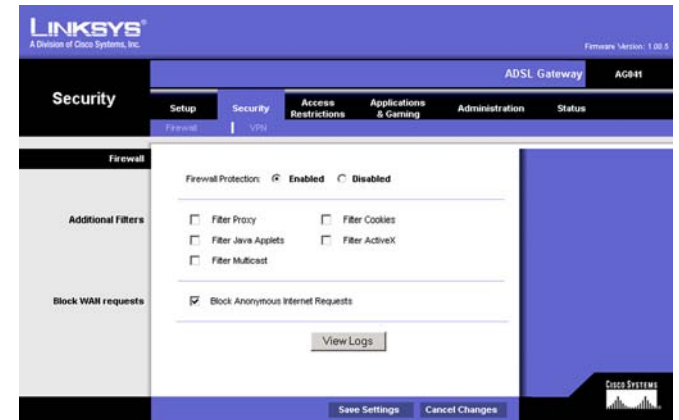 LINKSYS®
A Division of Cisco Systems, Inc.
Firmware Version: 1.00.5
ADSL Gateway AG041
Security
Setup Security Access Restrictions Applications & Gaming Administration Status
Firewall VPN
Firewall
Firewall Protection: Enabled Disabled
Additional Filters
Filter Proxy Filter Cookies
Filter Java Applets Filter ActiveX
Filter Multicast
Block WAN requests
Block Anonymous Internet Requests
View Logs
Save Settings Cancel Changes
CISCO SYSTEMS